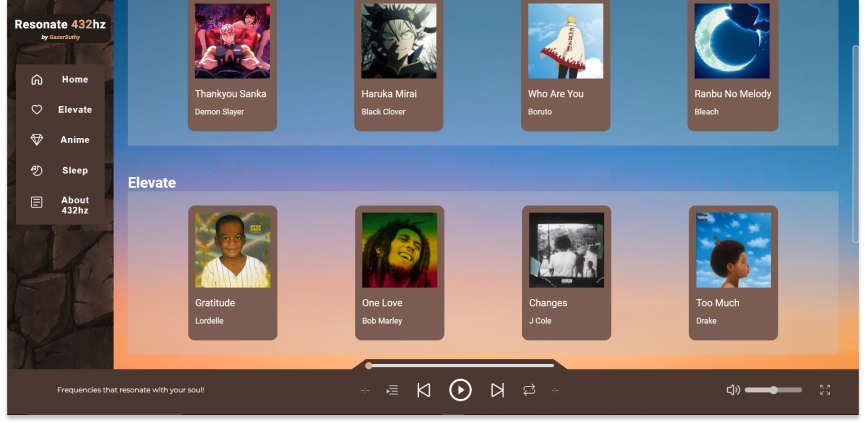 Resonate 432hz
by GazerSuthy
Home
Elevate
Anime
Sleep
About
432hz
Thankyou Sanka
Demon Slayer
Haruka Mirai
Black Clover
Who Are You
Boruto
Ranbu No Melody
Bleach
Elevate
Gratitude
Lordelle
One Love
Bob Marley
Changes
J Cole
Too Much
Drake
Frequencies that resonate with your soul!
--:--
--:--